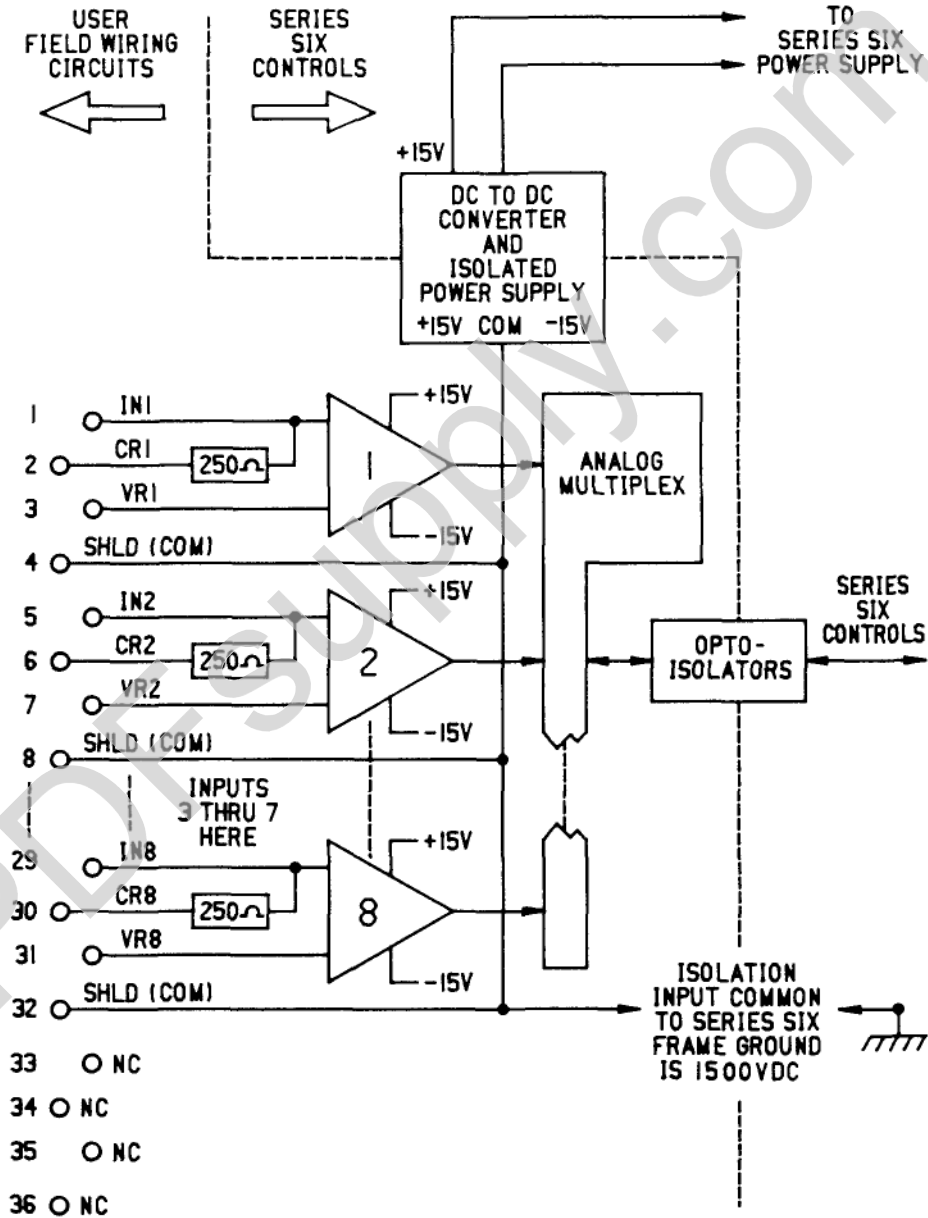 USER
FIELD WIRING
CIRCUITS
SERIES
SIX
CONTROLS
TO
SERIES SIX
POWER SUPPLY
+15V
DC TO DC
CONVERTER
AND
ISOLATED
POWER SUPPLY
+15V COM -15V
1 IN1
2 CR1 250Ω
3 VR1
4 SHLD (COM)
1
+15V
-15V
ANALOG
MULTIPLEX
5 IN2
6 CR2 250Ω
7 VR2
8 SHLD (COM)
2
+15V
-15V
OPTO-
ISOLATORS
SERIES
SIX
CONTROLS
INPUTS
3 THRU 7
HERE
29 IN8
30 CR8 250Ω
31 VR8
32 SHLD (COM)
8
+15V
-15V
ISOLATION
INPUT COMMON
TO SERIES SIX
FRAME GROUND
IS 1500VDC
33 NC
34 NC
35 NC
36 NC
PDFsupply.com